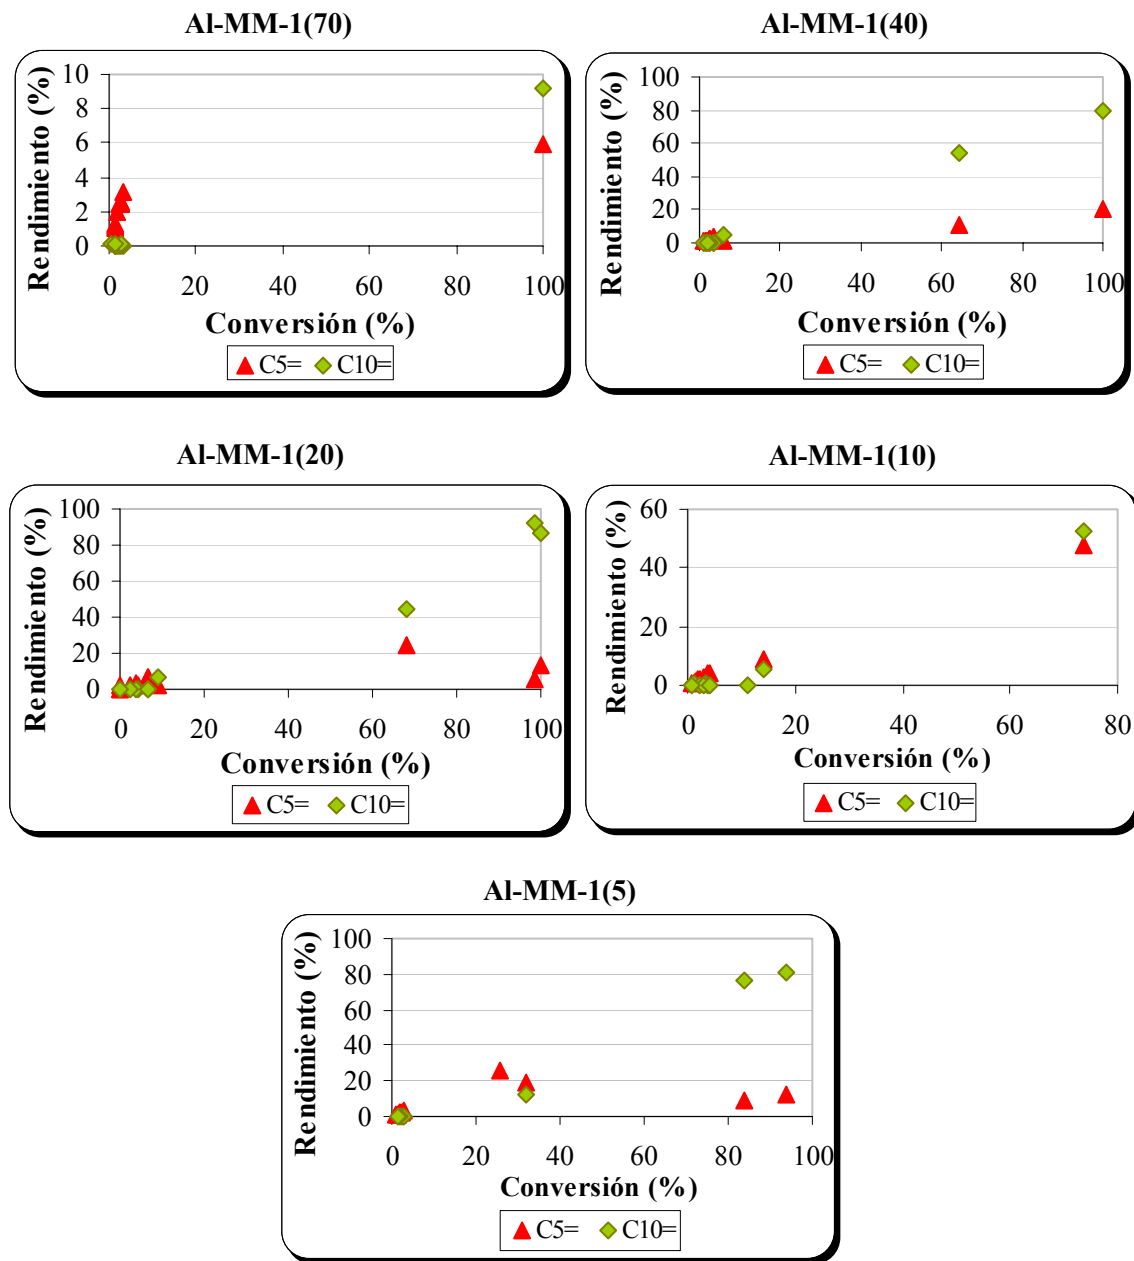 Al-MM-1(70)
Rendimiento (%)
10
8
6
4
2
0
0 20 40 60 80 100
Conversión (%)
C5= C10=
Al-MM-1(40)
Rendimiento (%)
100
80
60
40
20
0
0 20 40 60 80 100
Conversión (%)
C5= C10=
Al-MM-1(20)
Rendimiento (%)
100
80
60
40
20
0
0 20 40 60 80 100
Conversión (%)
C5= C10=
Al-MM-1(10)
Rendimiento (%)
60
40
20
0
0 20 40 60 80
Conversión (%)
C5= C10=
Al-MM-1(5)
Rendimiento (%)
100
80
60
40
20
0
0 20 40 60 80 100
Conversión (%)
C5= C10=